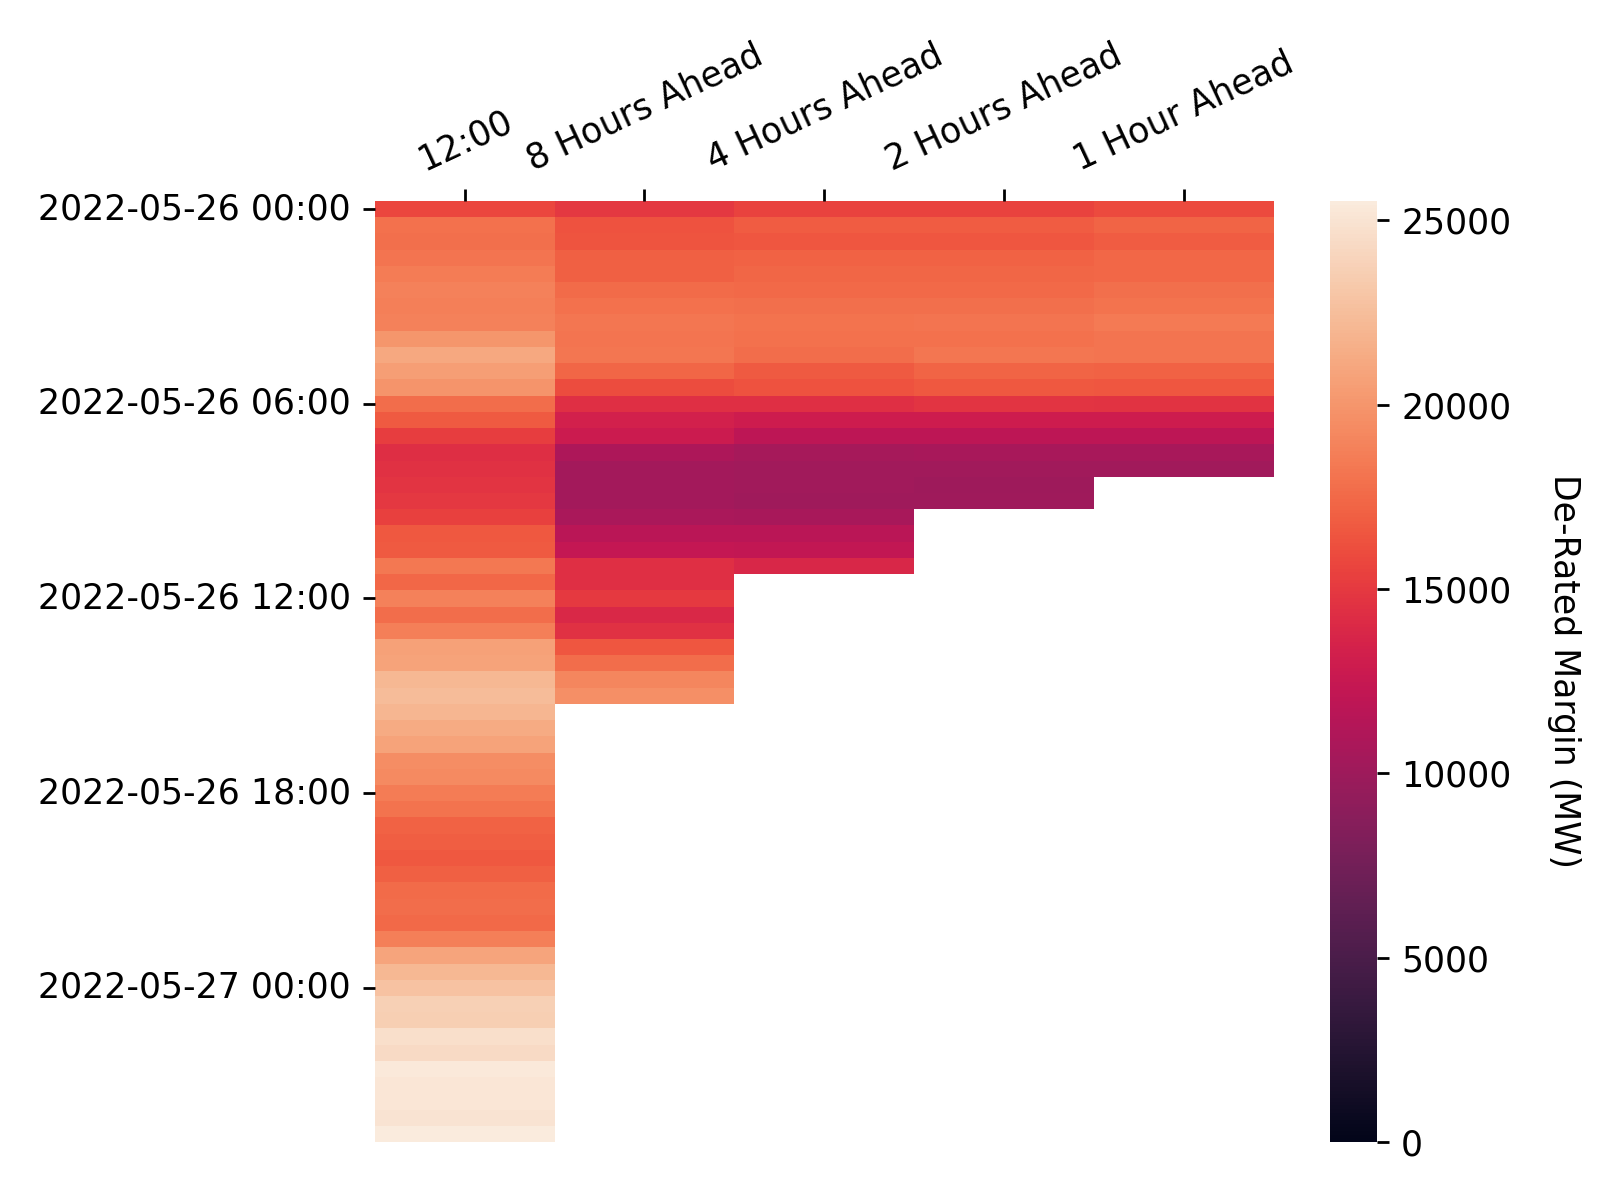 12:00
8 Hours Ahead
4 Hours Ahead
2 Hours Ahead
1 Hour Ahead
2022-05-26 00:00
2022-05-26 06:00
2022-05-26 12:00
2022-05-26 18:00
2022-05-27 00:00
25000
20000
15000
10000
5000
0
De-Rated Margin (MW)